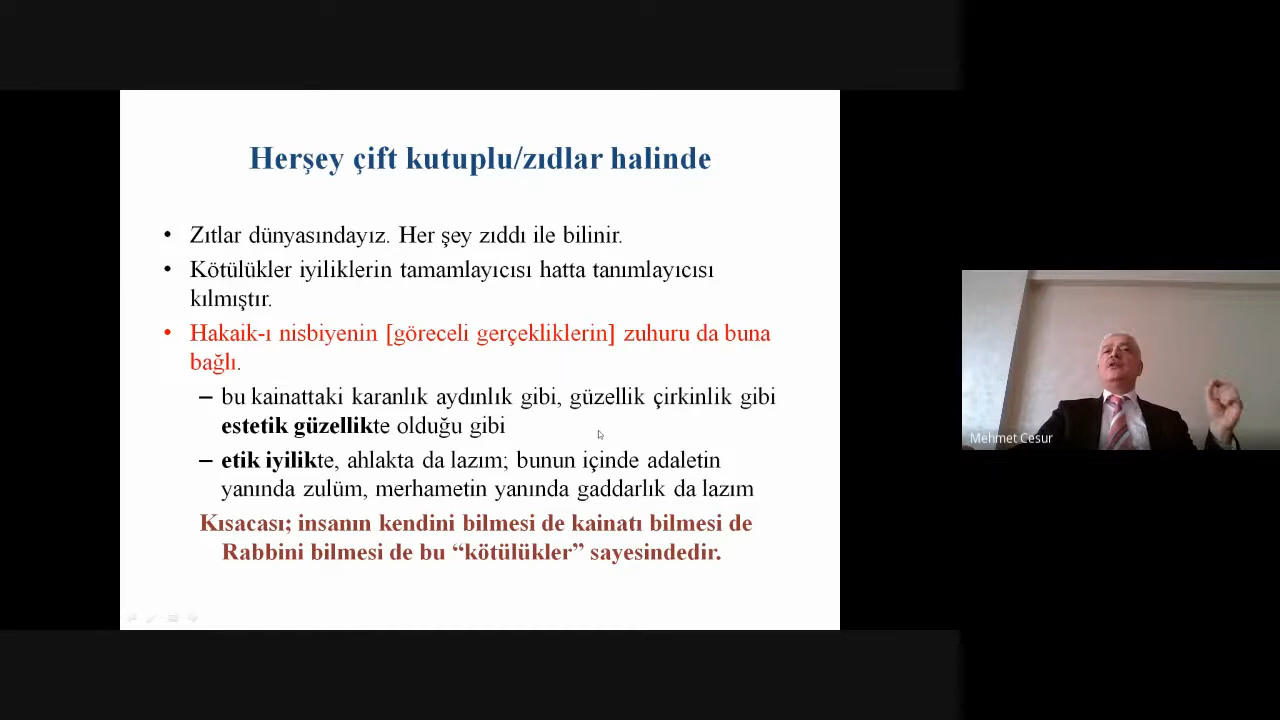 Herşey çift kutuplu/zıdlar halinde
• Zıtlar dünyasındayız. Her şey zıddı ile bilinir.
• Kötülükler iyiliklerin tamamlayıcısı hatta tanımlayıcısı
kılmıştır.
• Hakaik-ı nisbiyenin [göreceli gerçekliklerin] zuhuru da buna
bağlı.
– bu kainattaki karanlık aydınlık gibi, güzellik çirkinlik gibi
estetik güzellikte olduğu gibi
– etik iyilikte, ahlakta da lazım; bunun içinde adaletin
yanında zulüm, merhametin yanında gaddarlık da lazım
Kısacası; insanın kendini bilmesi de kainatı bilmesi de
Rabbini bilmesi de bu “kötülükler” sayesindedir.
Mehmet Cesur